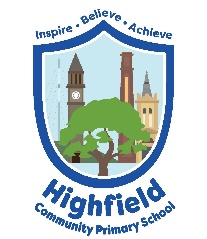 Inspire • Believe • Achieve
Highfield
Community Primary School